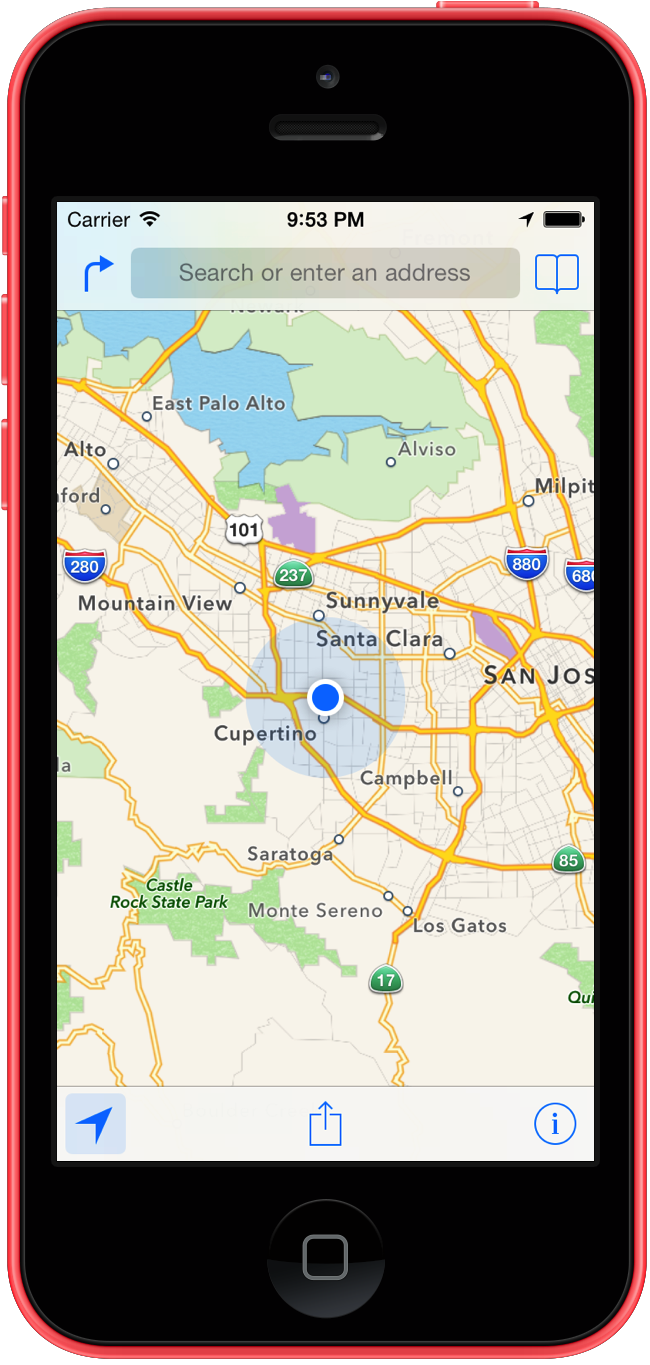 Carrier
9:53 PM
Fremont
Search or enter an address
Newark
East Palo Alto
Alto
Alviso
nford
Milpit
101
280
237
880
680
Mountain View
Sunnyvale
Santa Clara
SAN JOS
Cupertino
la
Campbell
Saratoga
85
Castle
Rock State Park
Monte Sereno
Los Gatos
17
Qui
i